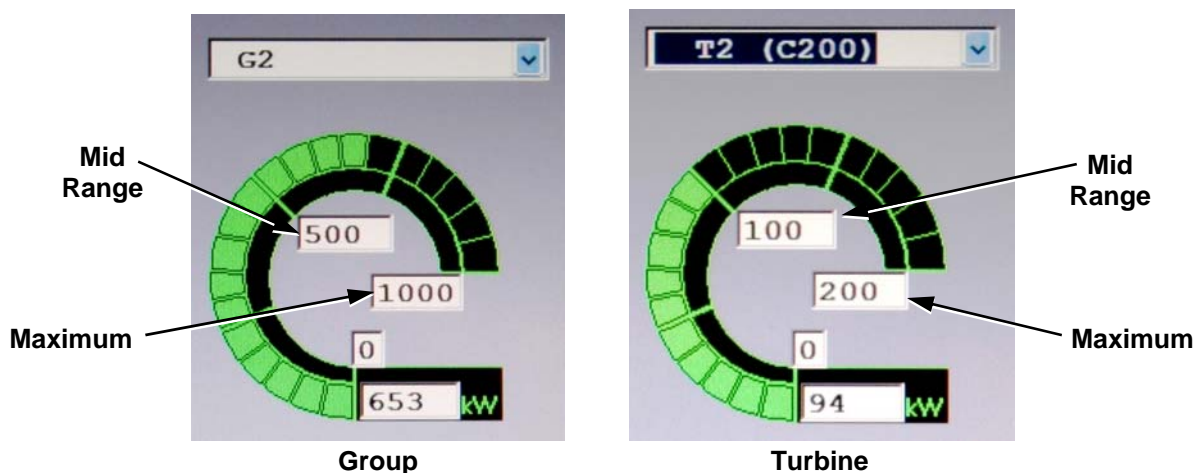 G2
Mid
Range
500
1000
Maximum
0
653 kW
Group
T2 (C200)
Mid
Range
100
200
Maximum
0
94 kW
Turbine